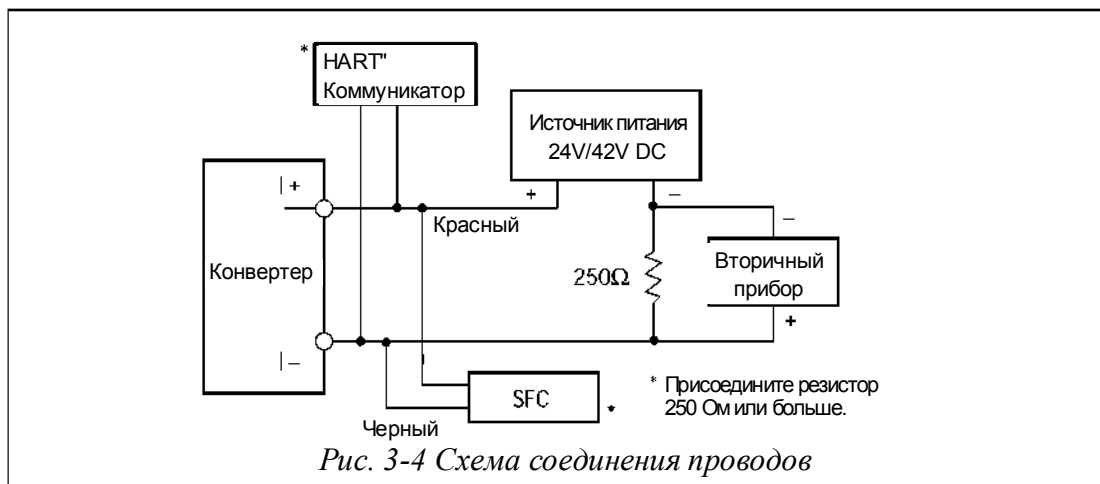 * HART"
Коммуникатор
Источник питания
24V/42V DC
I+
+
−
−
Красный
Конвертер
250Ω
Вторичный
прибор
+
I−
SFC
*
* Присоедините резистор
250 Ом или больше.
Черный
Рис. 3-4 Схема соединения проводов